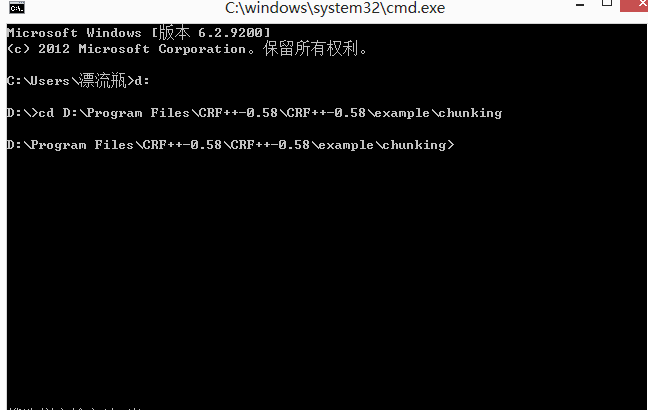 C:\windows\system32\cmd.exe
Microsoft Windows [版本 6.2.9200]
(c) 2012 Microsoft Corporation。保留所有权利。
C:\Users\漂流瓶>d:
D:\>cd D:\Program Files\CRF++-0.58\CRF++-0.58\example\chunking
D:\Program Files\CRF++-0.58\CRF++-0.58\example\chunking>